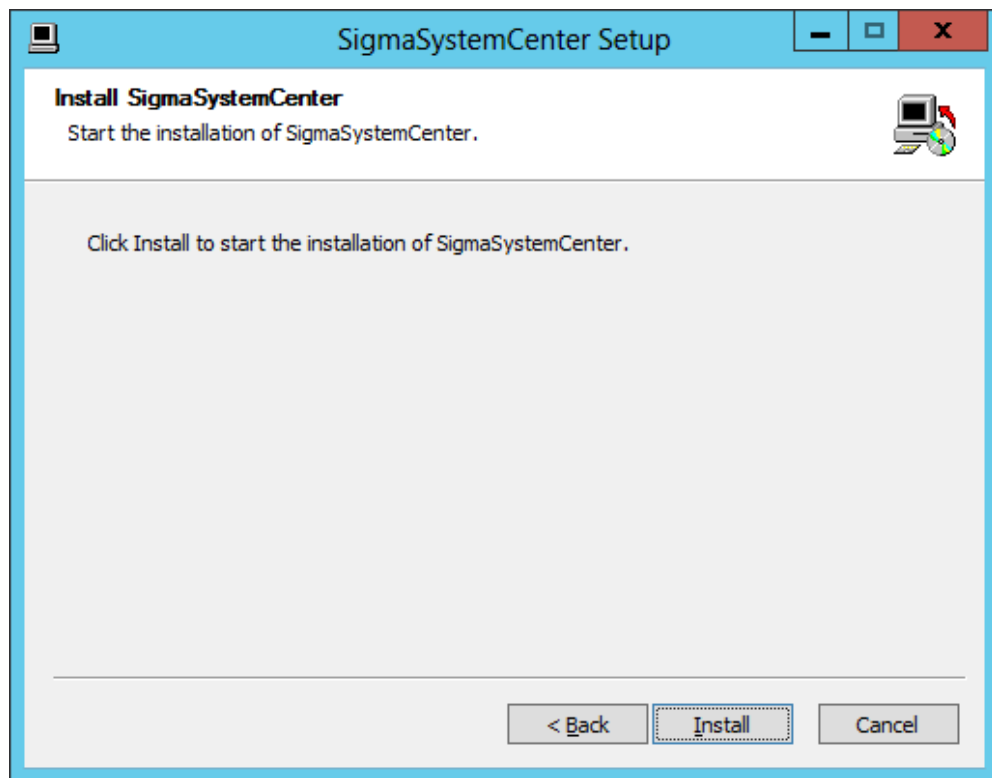 SigmaSystemCenter Setup
Install SigmaSystemCenter
Start the installation of SigmaSystemCenter.
Click Install to start the installation of SigmaSystemCenter.
< Back
Install
Cancel